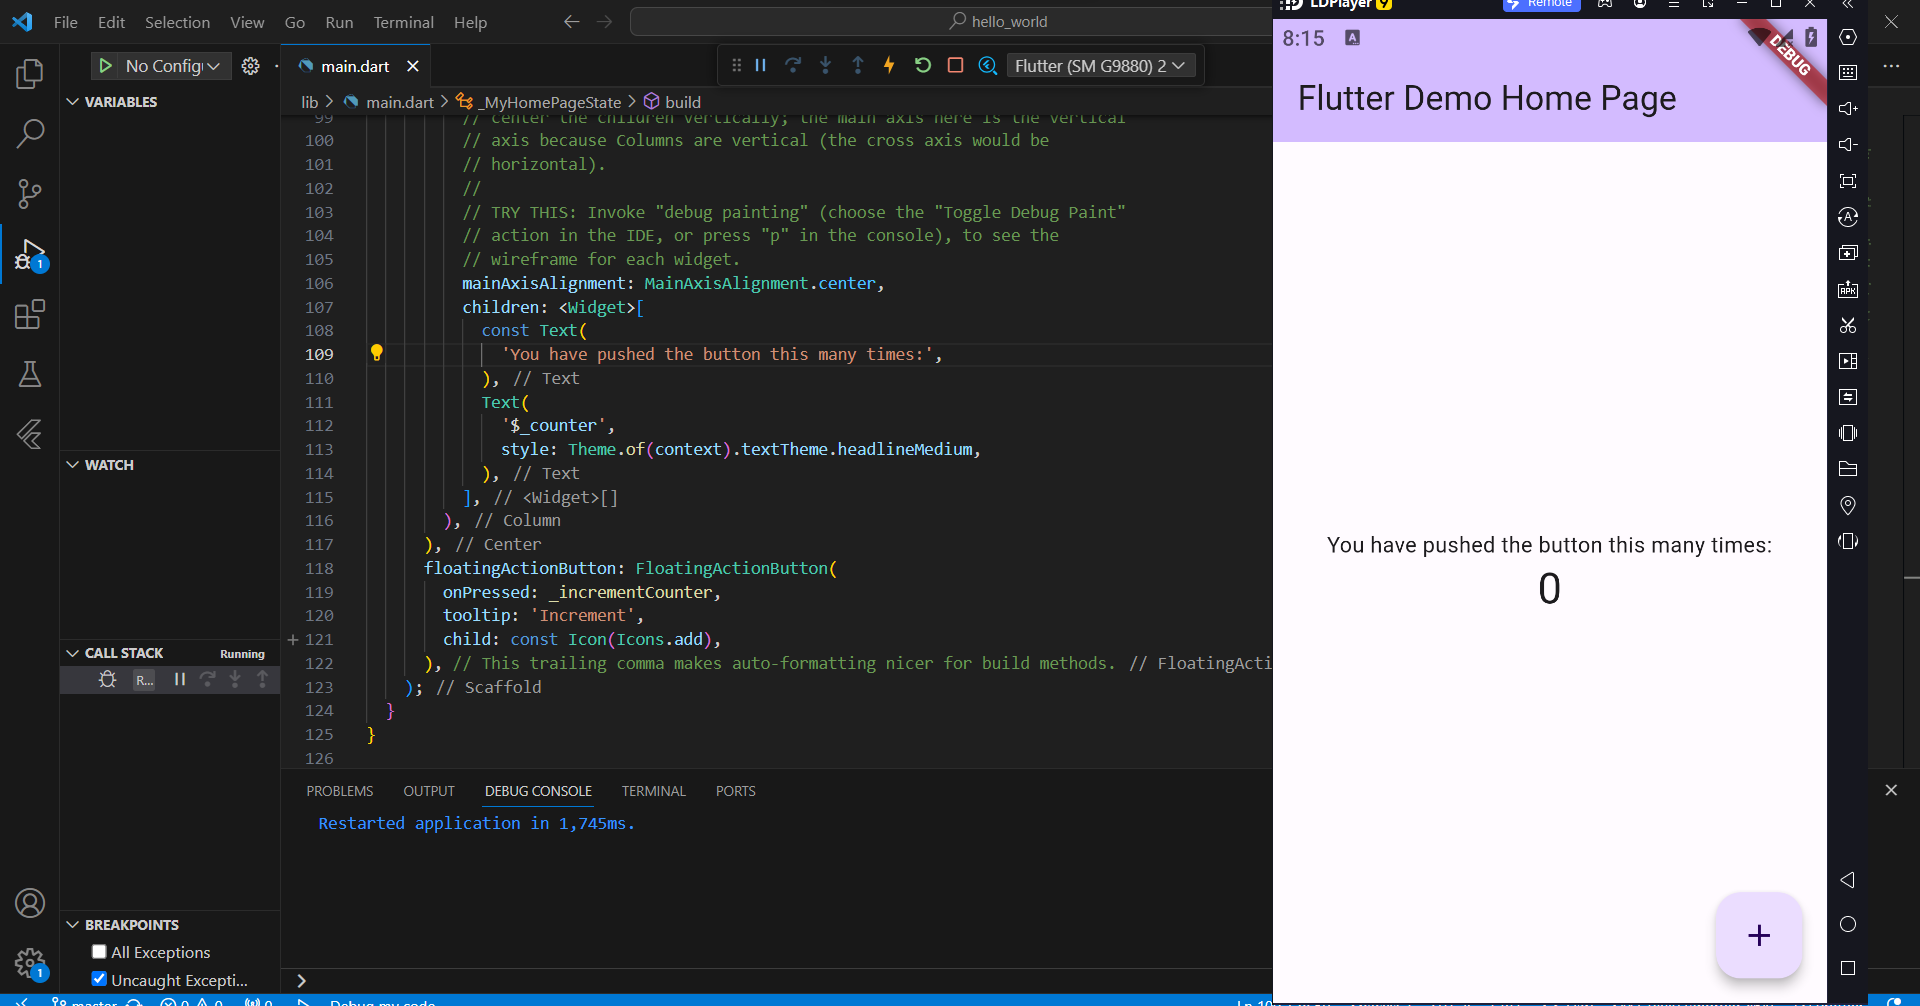 File Edit Selection View Go Run Terminal Help
hello_world
No Config
main.dart
Flutter (SM G9880) 2
lib > main.dart > _MyHomePageState > build
VARIABLES
WATCH
CALL STACK Running
R...
BREAKPOINTS
All Exceptions
Uncaught Excepti...
99 // center the children vertically; the main axis here is the vertical
100 // axis because Columns are vertical (the cross axis would be
101 // horizontal).
102 //
103 // TRY THIS: Invoke "debug painting" (choose the "Toggle Debug Paint"
104 // action in the IDE, or press "p" in the console), to see the
105 // wireframe for each widget.
106 mainAxisAlignment: MainAxisAlignment.center,
107 children: <Widget>[
108 const Text(
109 'You have pushed the button this many times:',
110 ), // Text
111 Text(
112 '$_counter',
113 style: Theme.of(context).textTheme.headlineMedium,
114 ), // Text
115 ], // <Widget>[]
116 ), // Column
117 ), // Center
118 floatingActionButton: FloatingActionButton(
119 onPressed: _incrementCounter,
120 tooltip: 'Increment',
121 child: const Icon(Icons.add),
122 ), // This trailing comma makes auto-formatting nicer for build methods. // FloatingActi
123 ); // Scaffold
124 }
125 }
126
PROBLEMS OUTPUT DEBUG CONSOLE TERMINAL PORTS
Restarted application in 1,745ms.
master 0 0 0 Debug my code
LDPlayer 9 Remote
8:15 A
DEBUG
Flutter Demo Home Page
You have pushed the button this many times:
0
+
APK
1
1